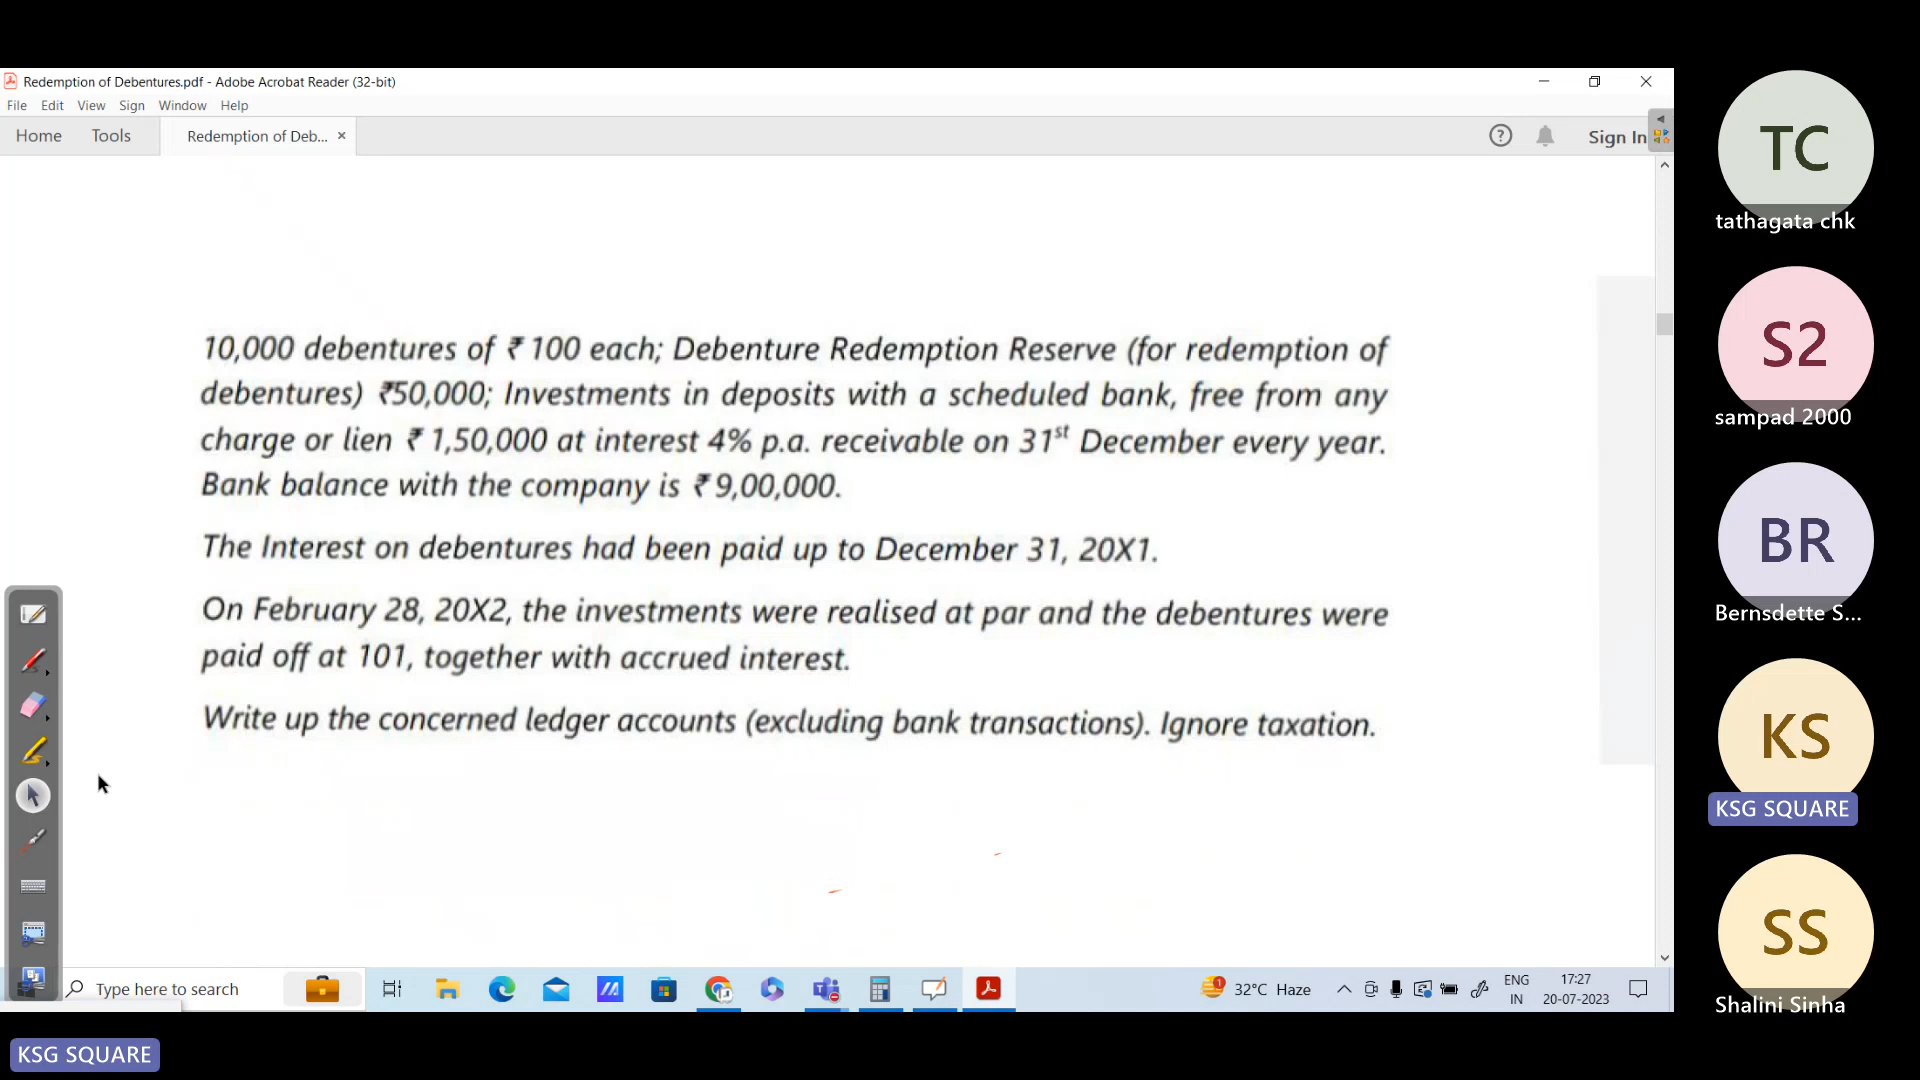 Redemption of Debentures.pdf - Adobe Acrobat Reader (32-bit)
File Edit View Sign Window Help
Home Tools Redemption of Deb... × Sign In
10,000 debentures of ₹ 100 each; Debenture Redemption Reserve (for redemption of
debentures) ₹50,000; Investments in deposits with a scheduled bank, free from any
charge or lien ₹ 1,50,000 at interest 4% p.a. receivable on 31st December every year.
Bank balance with the company is ₹ 9,00,000.
The Interest on debentures had been paid up to December 31, 20X1.
On February 28, 20X2, the investments were realised at par and the debentures were
paid off at 101, together with accrued interest.
Write up the concerned ledger accounts (excluding bank transactions). Ignore taxation.
Type here to search
1
32°C Haze
ENG
IN
17:27
20-07-2023
TC
tathagata chk
S2
sampad 2000
BR
Bernsdette S...
KS
KSG SQUARE
SS
Shalini Sinha
KSG SQUARE